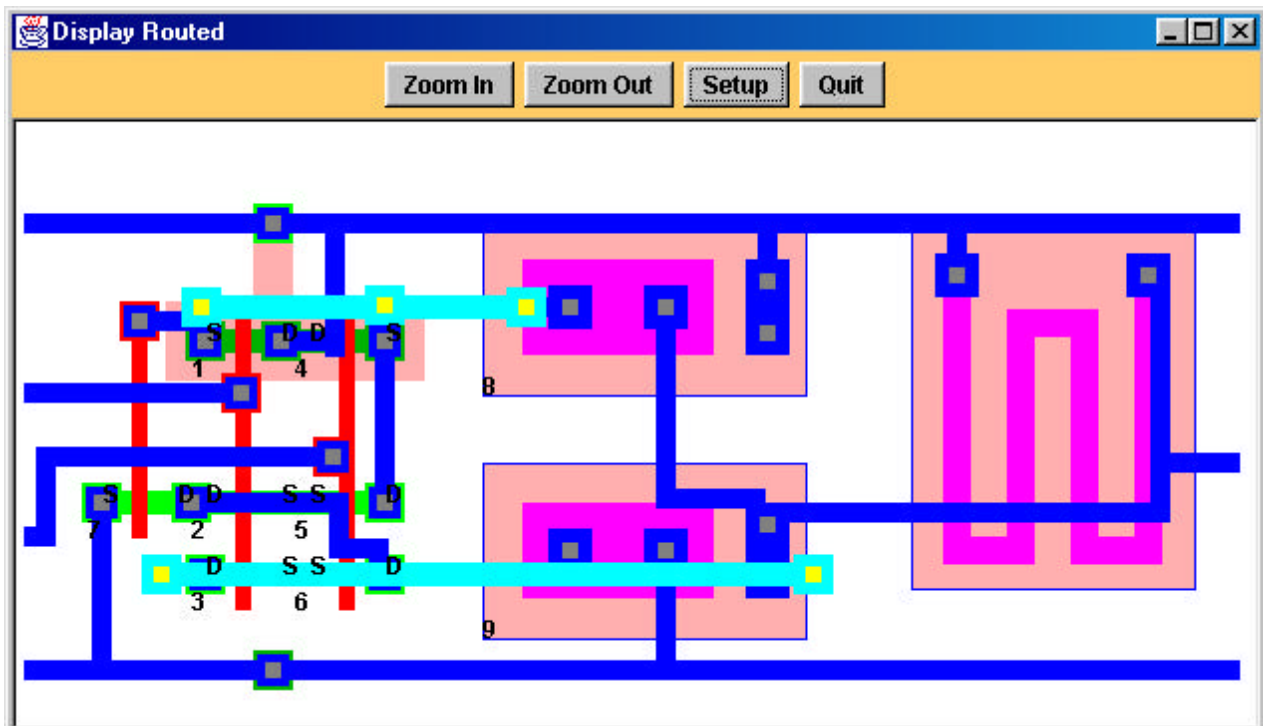 Display Routed
Zoom In Zoom Out Setup Quit
S D D S
1 4
8
S D D S S D
7 2 5
D S S D
3 6
9